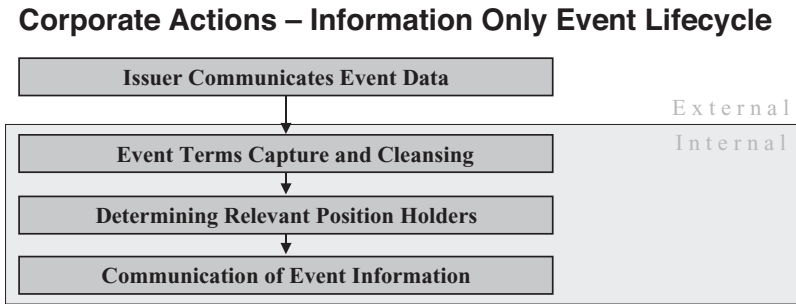 Corporate Actions – Information Only Event Lifecycle
Issuer Communicates Event Data
External
Internal
Event Terms Capture and Cleansing
Determining Relevant Position Holders
Communication of Event Information